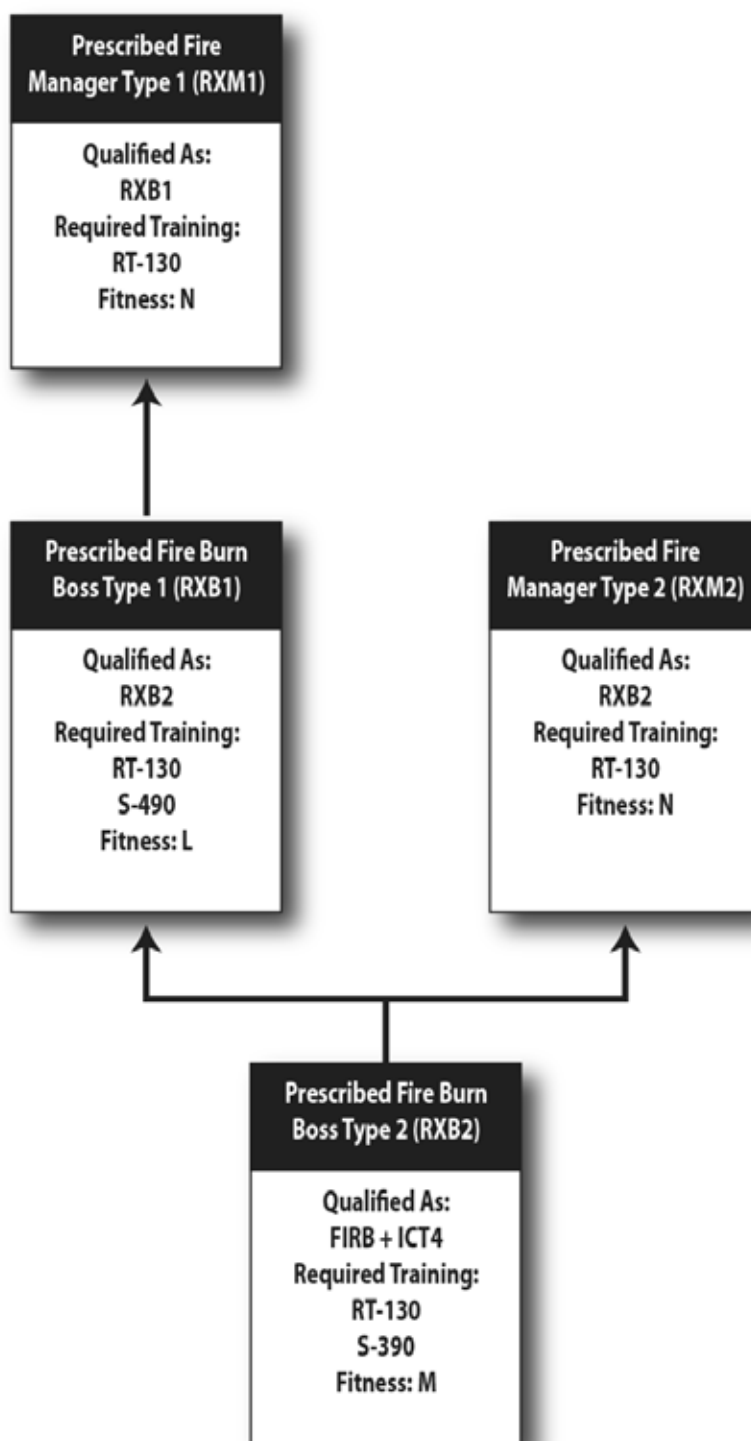 Prescribed Fire
Manager Type 1 (RXM1)
Qualified As:
RXB1
Required Training:
RT-130
Fitness: N
Prescribed Fire Burn
Boss Type 1 (RXB1)
Qualified As:
RXB2
Required Training:
RT-130
S-490
Fitness: L
Prescribed Fire
Manager Type 2 (RXM2)
Qualified As:
RXB2
Required Training:
RT-130
Fitness: N
Prescribed Fire Burn
Boss Type 2 (RXB2)
Qualified As:
FIRB + ICT4
Required Training:
RT-130
S-390
Fitness: M